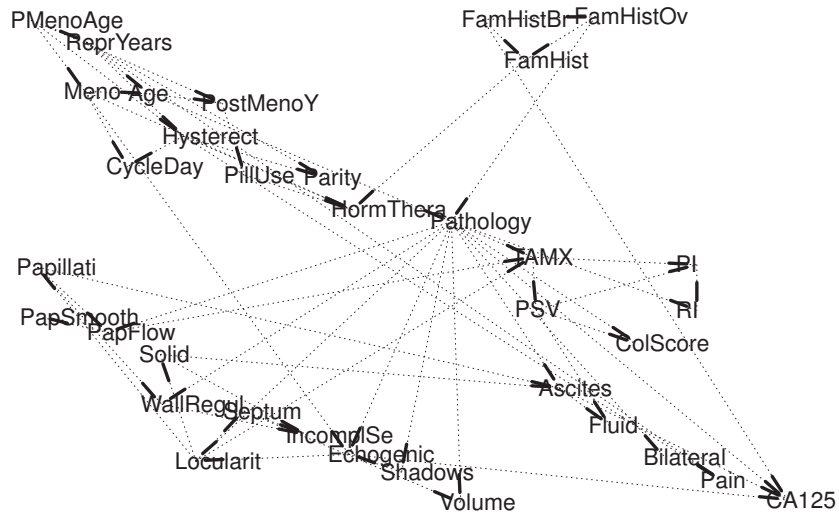 PMenoAge
FamHistBr
FamHistOv
ReprYears
FamHist
Meno
Age
PostMenoY
Hysterect
CycleDay
PillUse
Parity
HormThera
Pathology
Papillati
TAMX
PI
PapSmooth
PapFlow
PSV
RI
Solid
ColScore
WallRegul
Septum
Ascites
Fluid
IncomplSe
Locularit
Echogenic
Bilateral
Shadows
Pain
Volume
CA125